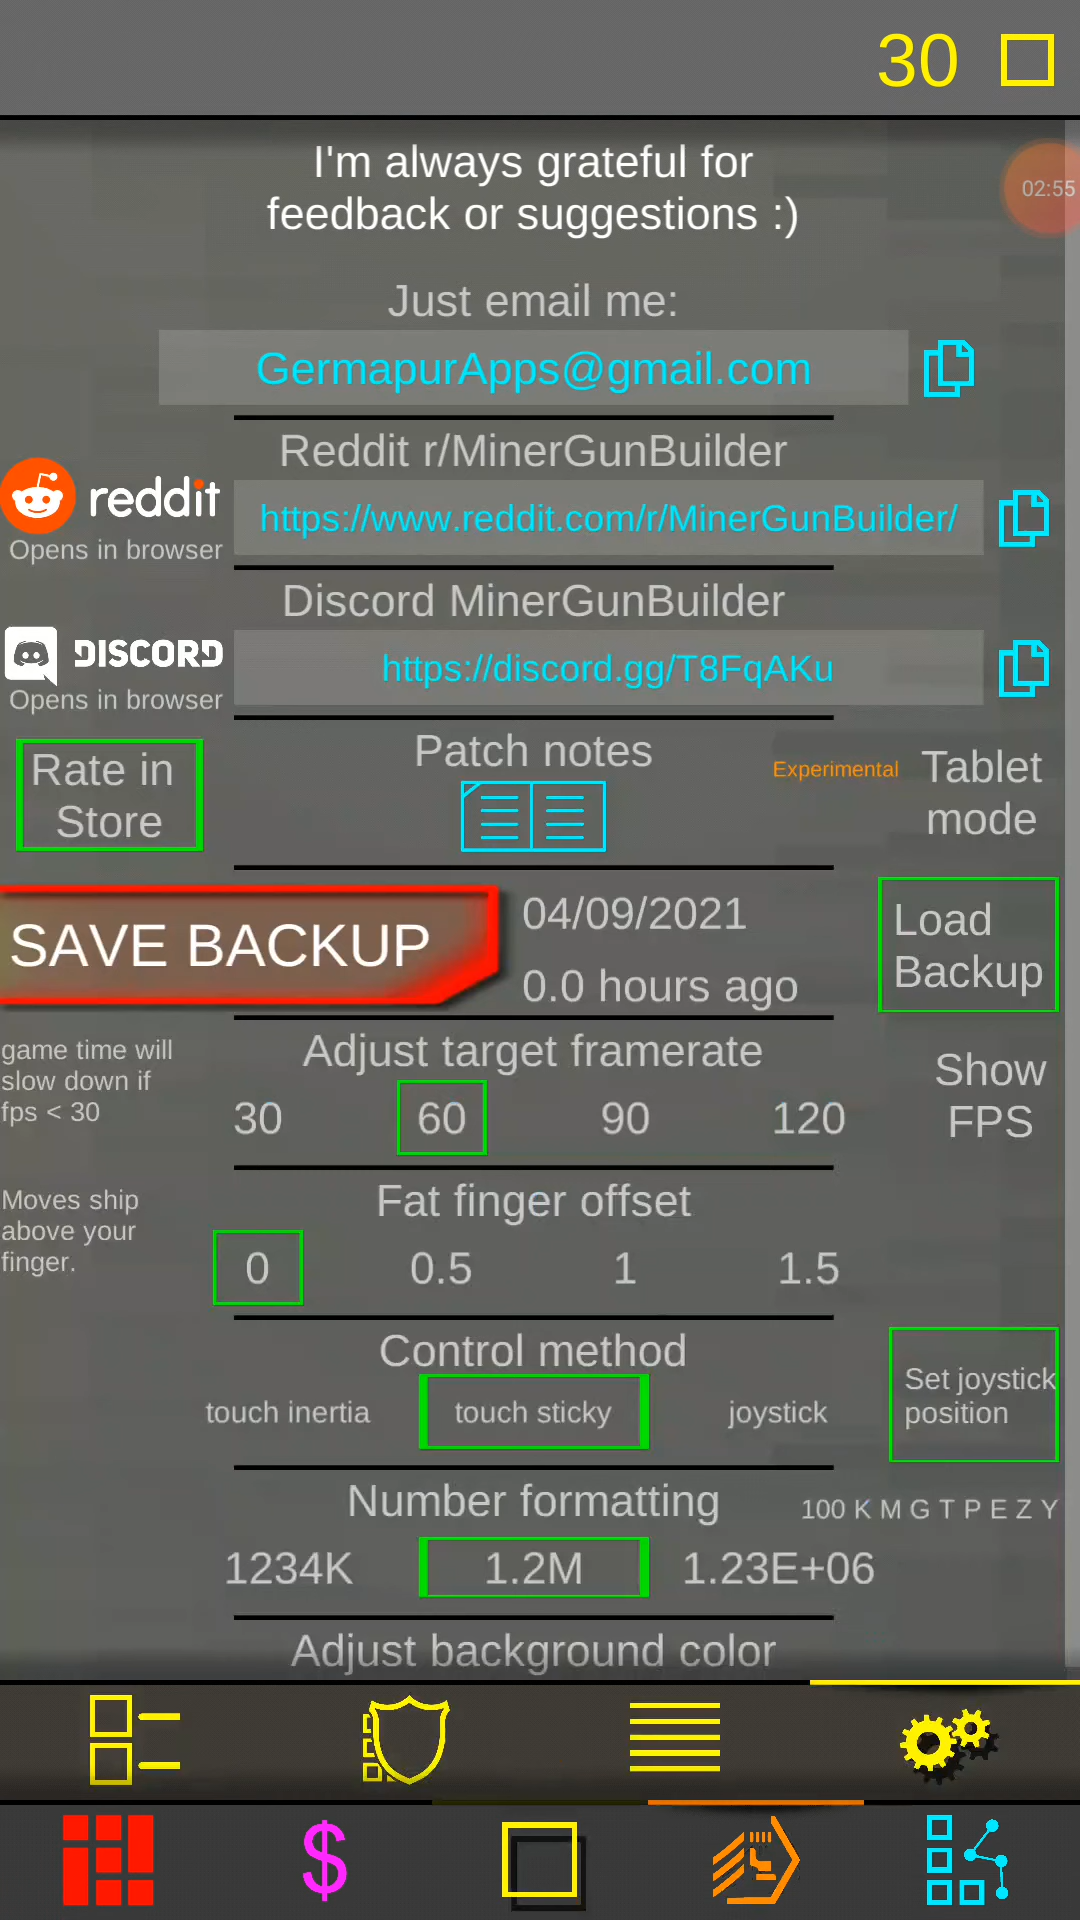 30
I'm always grateful for
feedback or suggestions :)
02:55
Just email me:
GermapurApps@gmail.com
Reddit r/MinerGunBuilder
reddit
https://www.reddit.com/r/MinerGunBuilder/
Opens in browser
Discord MinerGunBuilder
DISCORD
https://discord.gg/T8FqAKu
Opens in browser
Rate in
Store
Patch notes
Experimental
Tablet
mode
SAVE BACKUP
04/09/2021
0.0 hours ago
Load
Backup
game time will
slow down if
fps < 30
Adjust target framerate
30 60 90 120
Show
FPS
Moves ship
above your
finger.
Fat finger offset
0 0.5 1 1.5
Control method
touch inertia touch sticky joystick
Set joystick
position
Number formatting
100 K M G T P E Z Y
1234K 1.2M 1.23E+06
Adjust background color
$